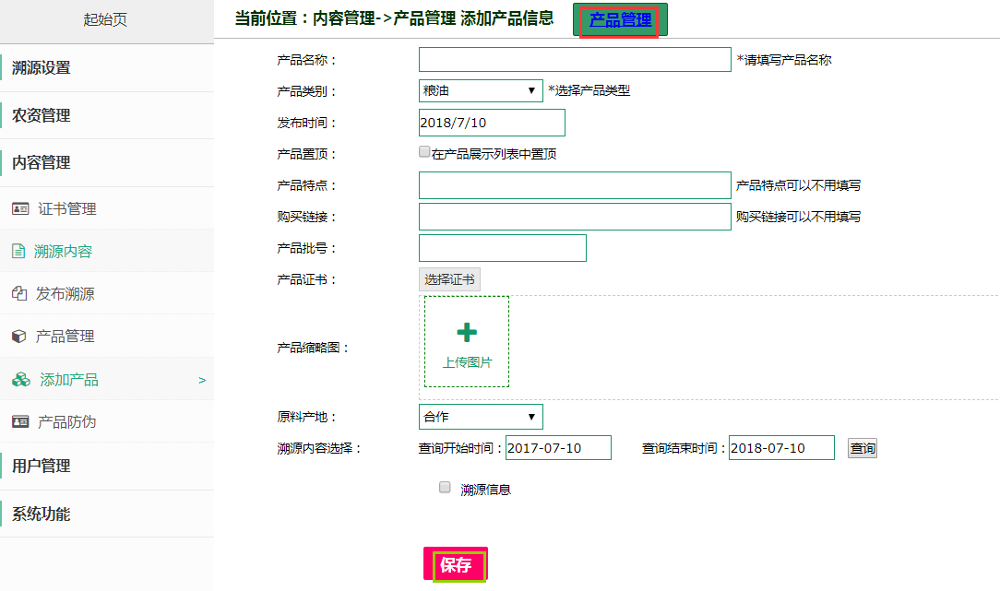 起始页
溯源设置
农资管理
内容管理
证书管理
溯源内容
发布溯源
产品管理
添加产品 >
产品防伪
用户管理
系统功能
当前位置：内容管理->产品管理 添加产品信息 产品管理
产品名称： *请填写产品名称
产品类别： 粮油 *选择产品类型
发布时间： 2018/7/10
产品置顶： 在产品展示列表中置顶
产品特点： 产品特点可以不用填写
购买链接： 购买链接可以不用填写
产品批号：
产品证书： 选择证书
产品缩略图： 上传图片
原料产地： 合作
溯源内容选择： 查询开始时间：2017-07-10 查询结束时间：2018-07-10 查询
溯源信息
保存